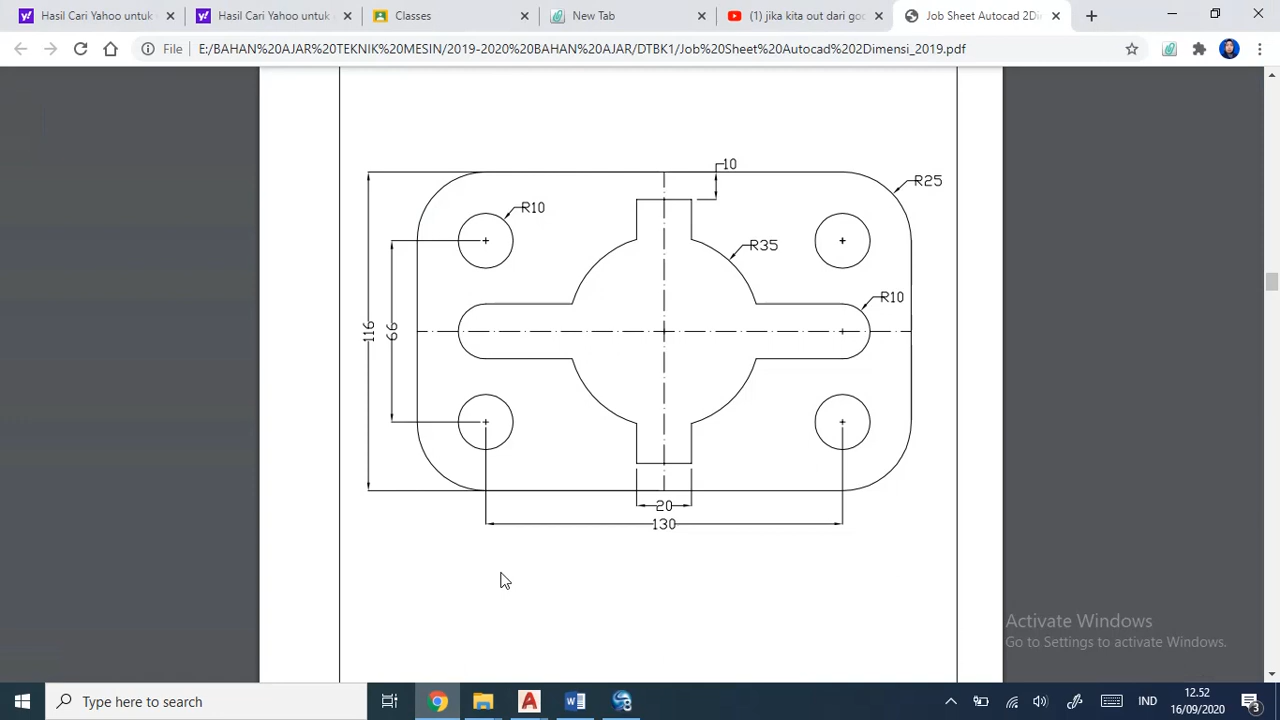 Hasil Cari Yahoo untuk
Hasil Cari Yahoo untuk
Classes
New Tab
(1) jika kita out dari goo
Job Sheet Autocad 2Dime
File
E:/BAHAN%20AJAR%20TEKNIK%20MESIN/2019-2020%20BAHAN%20AJAR/DTBK1/Job%20Sheet%20Autocad%202Dimensi_2019.pdf
10
R25
R10
R35
R10
116
66
20
130
Activate Windows
Go to Settings to activate Windows.
Type here to search
IND
12.52
16/09/2020
3